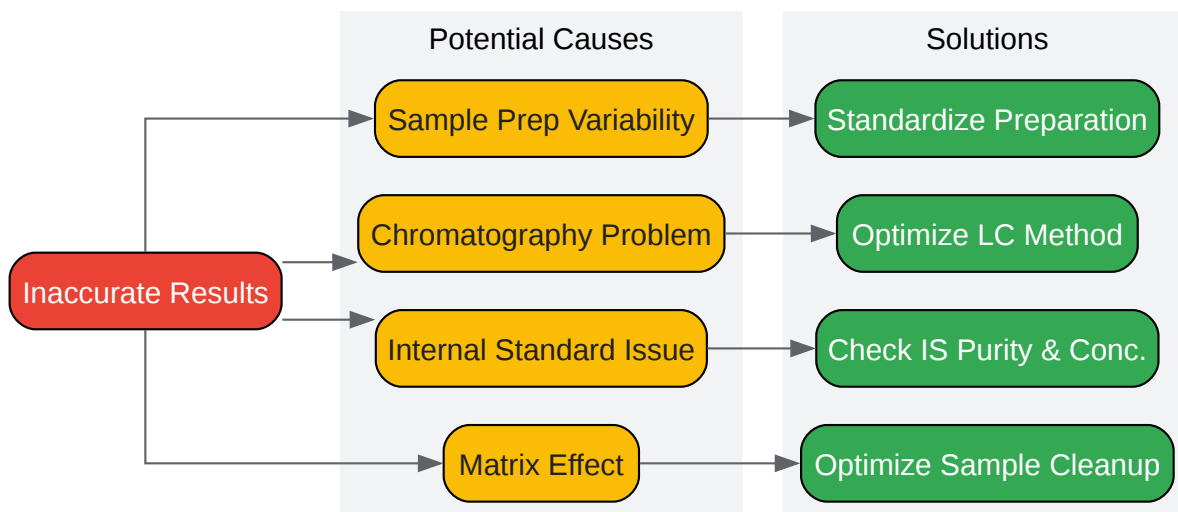 Potential Causes
Solutions
Sample Prep Variability
Standardize Preparation
Chromatography Problem
Optimize LC Method
Inaccurate Results
Internal Standard Issue
Check IS Purity & Conc.
Matrix Effect
Optimize Sample Cleanup